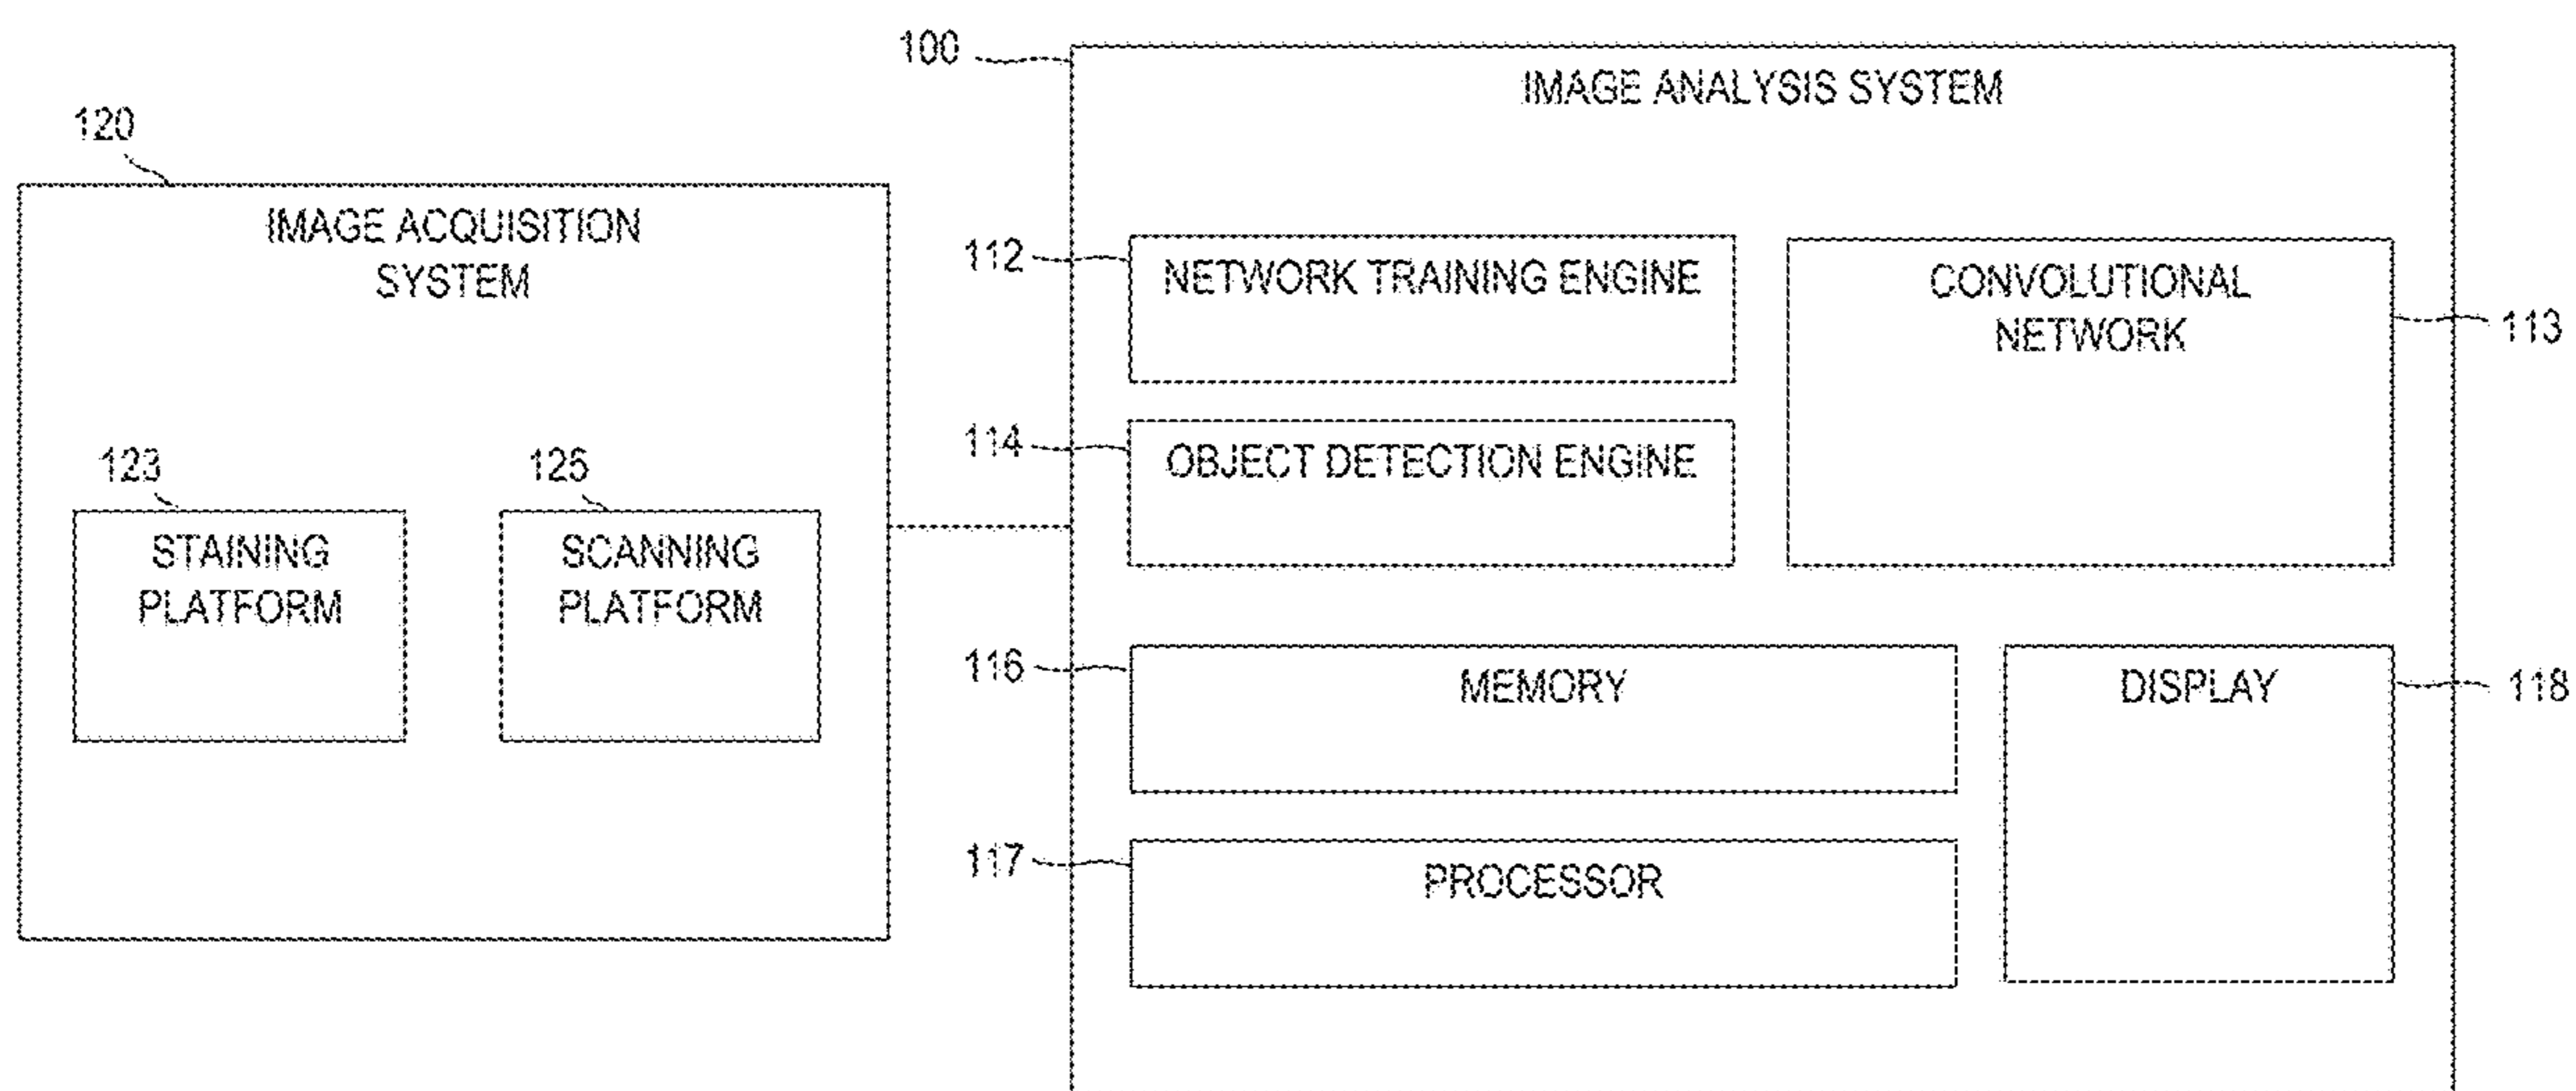 100
IMAGE ANALYSIS SYSTEM
120
IMAGE ACQUISITION
SYSTEM
112
NETWORK TRAINING ENGINE
CONVOLUTIONAL
NETWORK
113
114
OBJECT DETECTION ENGINE
123
STAINING
PLATFORM
125
SCANNING
PLATFORM
116
MEMORY
DISPLAY
118
117
PROCESSOR